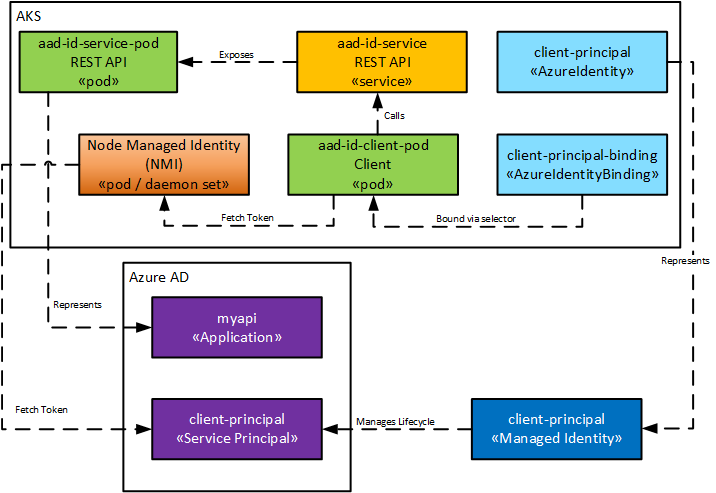 AKS
aad-id-service-pod
REST API
«pod»
Exposes
aad-id-service
REST API
«service»
client-principal
«AzureIdentity»
Calls
Node Managed Identity
(NMI)
«pod / daemon set»
aad-id-client-pod
Client
«pod»
client-principal-binding
«AzureIdentityBinding»
Fetch Token
Bound via selector
Represents
Azure AD
Represents
myapi
«Application»
Fetch Token
client-principal
«Service Principal»
Manages Lifecycle
client-principal
«Managed Identity»